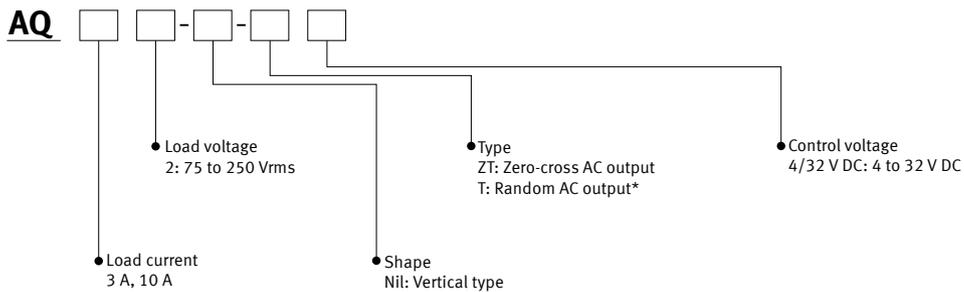 AQ - -
Load voltage
2: 75 to 250 Vrms
Type
ZT: Zero-cross AC output
T: Random AC output*
Control voltage
4/32 V DC: 4 to 32 V DC
Load current
3 A, 10 A
Shape
Nil: Vertical type